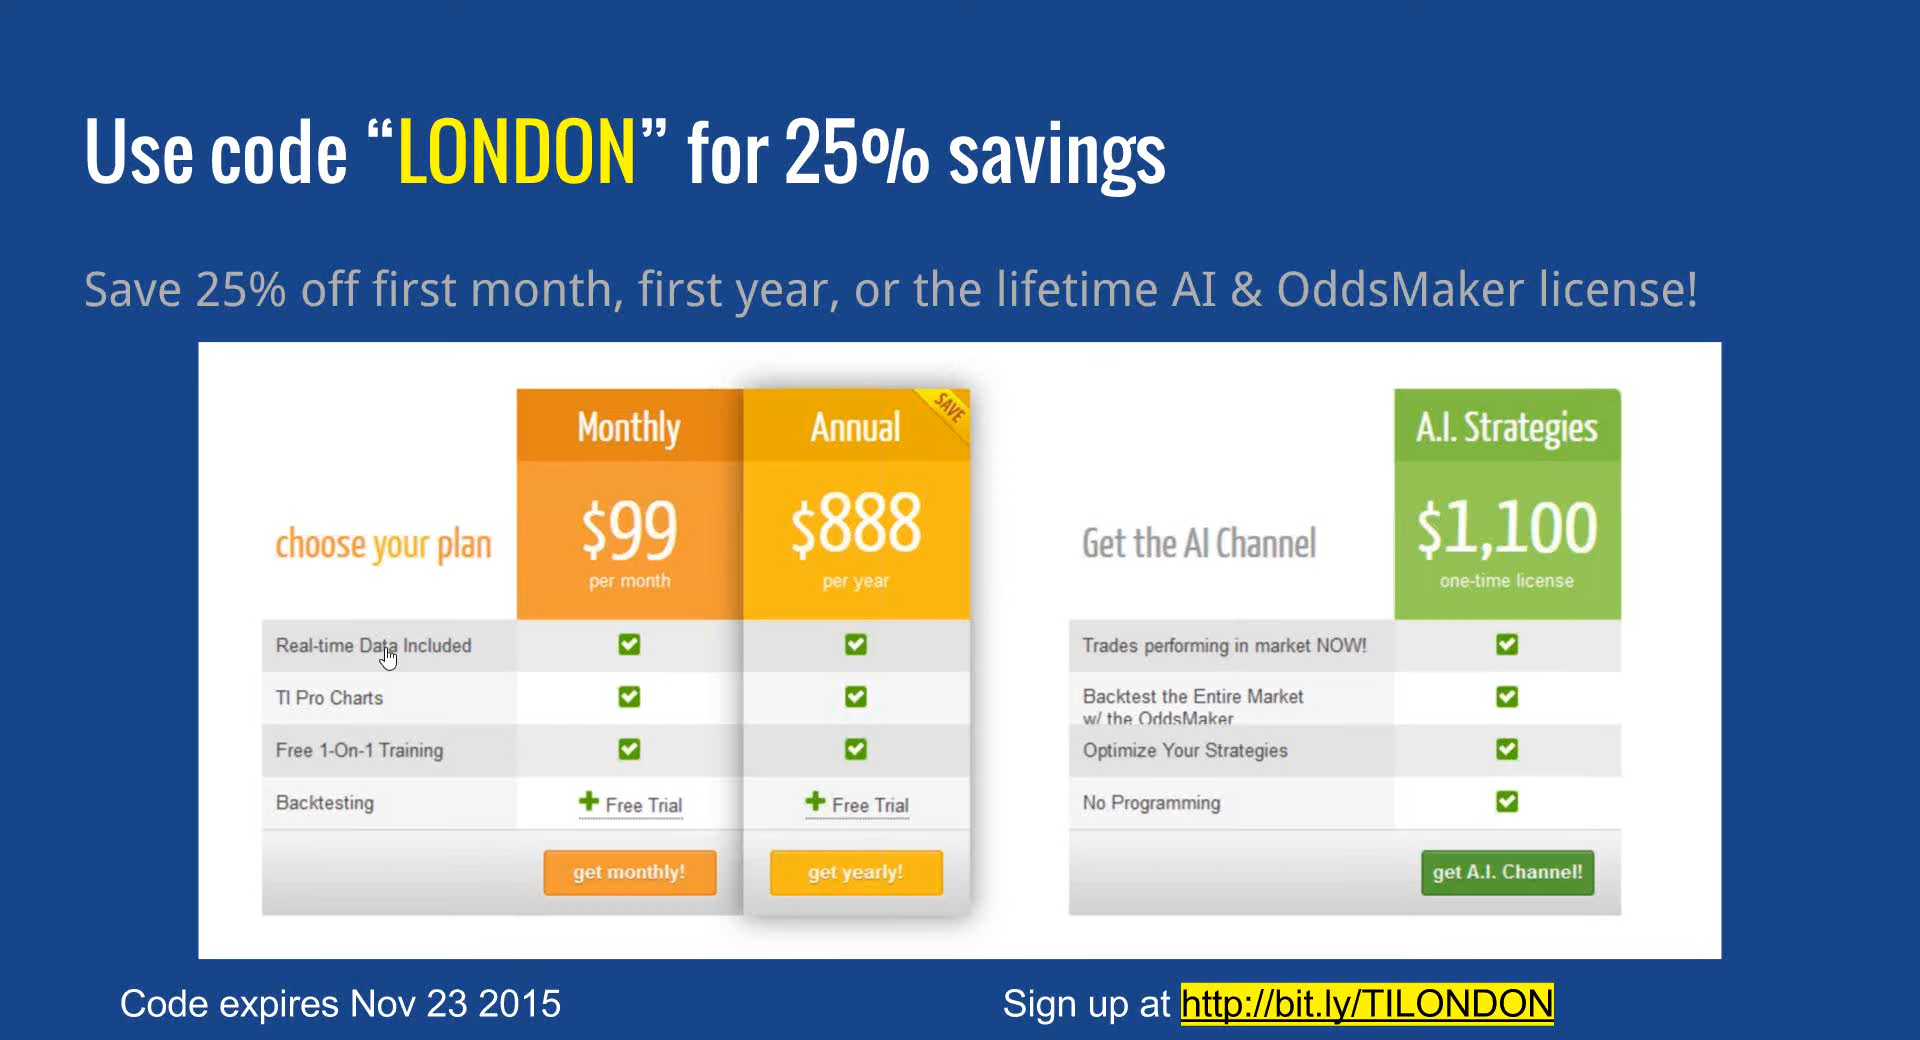 Use code “LONDON” for 25% savings
Save 25% off first month, first year, or the lifetime AI & OddsMaker license!
Monthly
Annual
SAVE
choose your plan
$99
per month
$888
per year
Real-time Data Included
TI Pro Charts
Free 1-On-1 Training
Backtesting
Free Trial
Free Trial
get monthly!
get yearly!
A.I. Strategies
Get the AI Channel
$1,100
one-time license
Trades performing in market NOW!
Backtest the Entire Market
w/ the OddsMaker
Optimize Your Strategies
No Programming
get A.I. Channel!
Code expires Nov 23 2015
Sign up at http://bit.ly/TILONDON